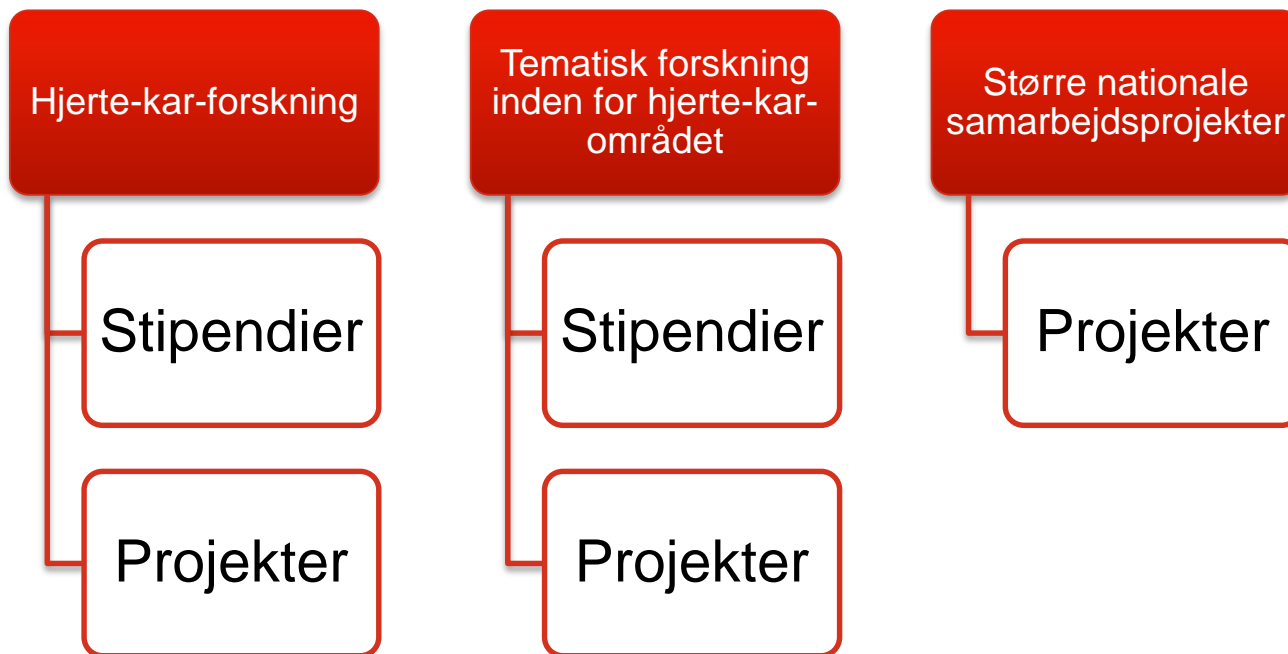 Hjerte-kar-forskning
Stipendier
Projekter
Tematisk forskning
inden for hjerte-kar-
området
Stipendier
Projekter
Større nationale
samarbejdsprojekter
Projekter